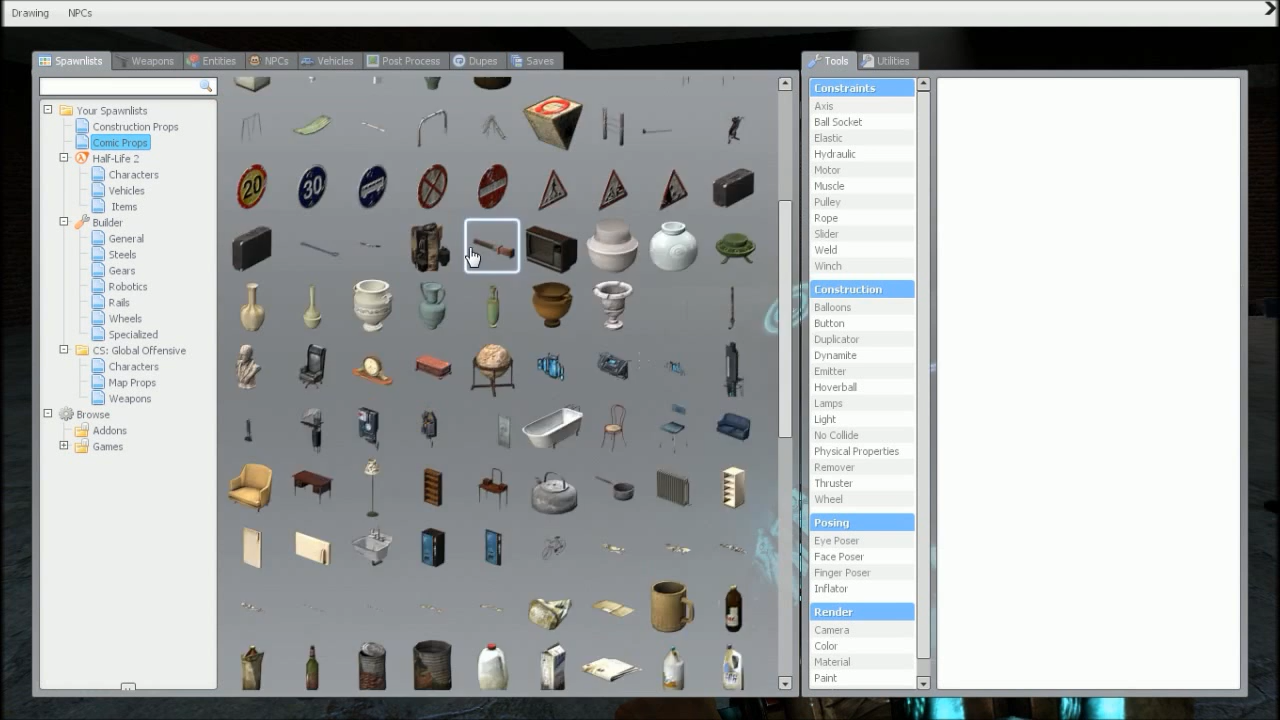 Drawing NPCs
Spawnlists Weapons Entities NPCs Vehicles Post Process Dupes Saves
Your Spawnlists
Construction Props
Comic Props
Half-Life 2
Characters
Vehicles
Items
Builder
General
Steels
Gears
Robotics
Rails
Wheels
Specialized
CS: Global Offensive
Characters
Map Props
Weapons
Browse
Addons
Games
20
30
Tools Utilities
Constraints
Axis
Ball Socket
Elastic
Hydraulic
Motor
Muscle
Pulley
Rope
Slider
Weld
Winch
Construction
Balloons
Button
Duplicator
Dynamite
Emitter
Hoverball
Lamps
Light
No Collide
Physical Properties
Remover
Thruster
Wheel
Posing
Eye Poser
Face Poser
Finger Poser
Inflator
Render
Camera
Color
Material
Paint